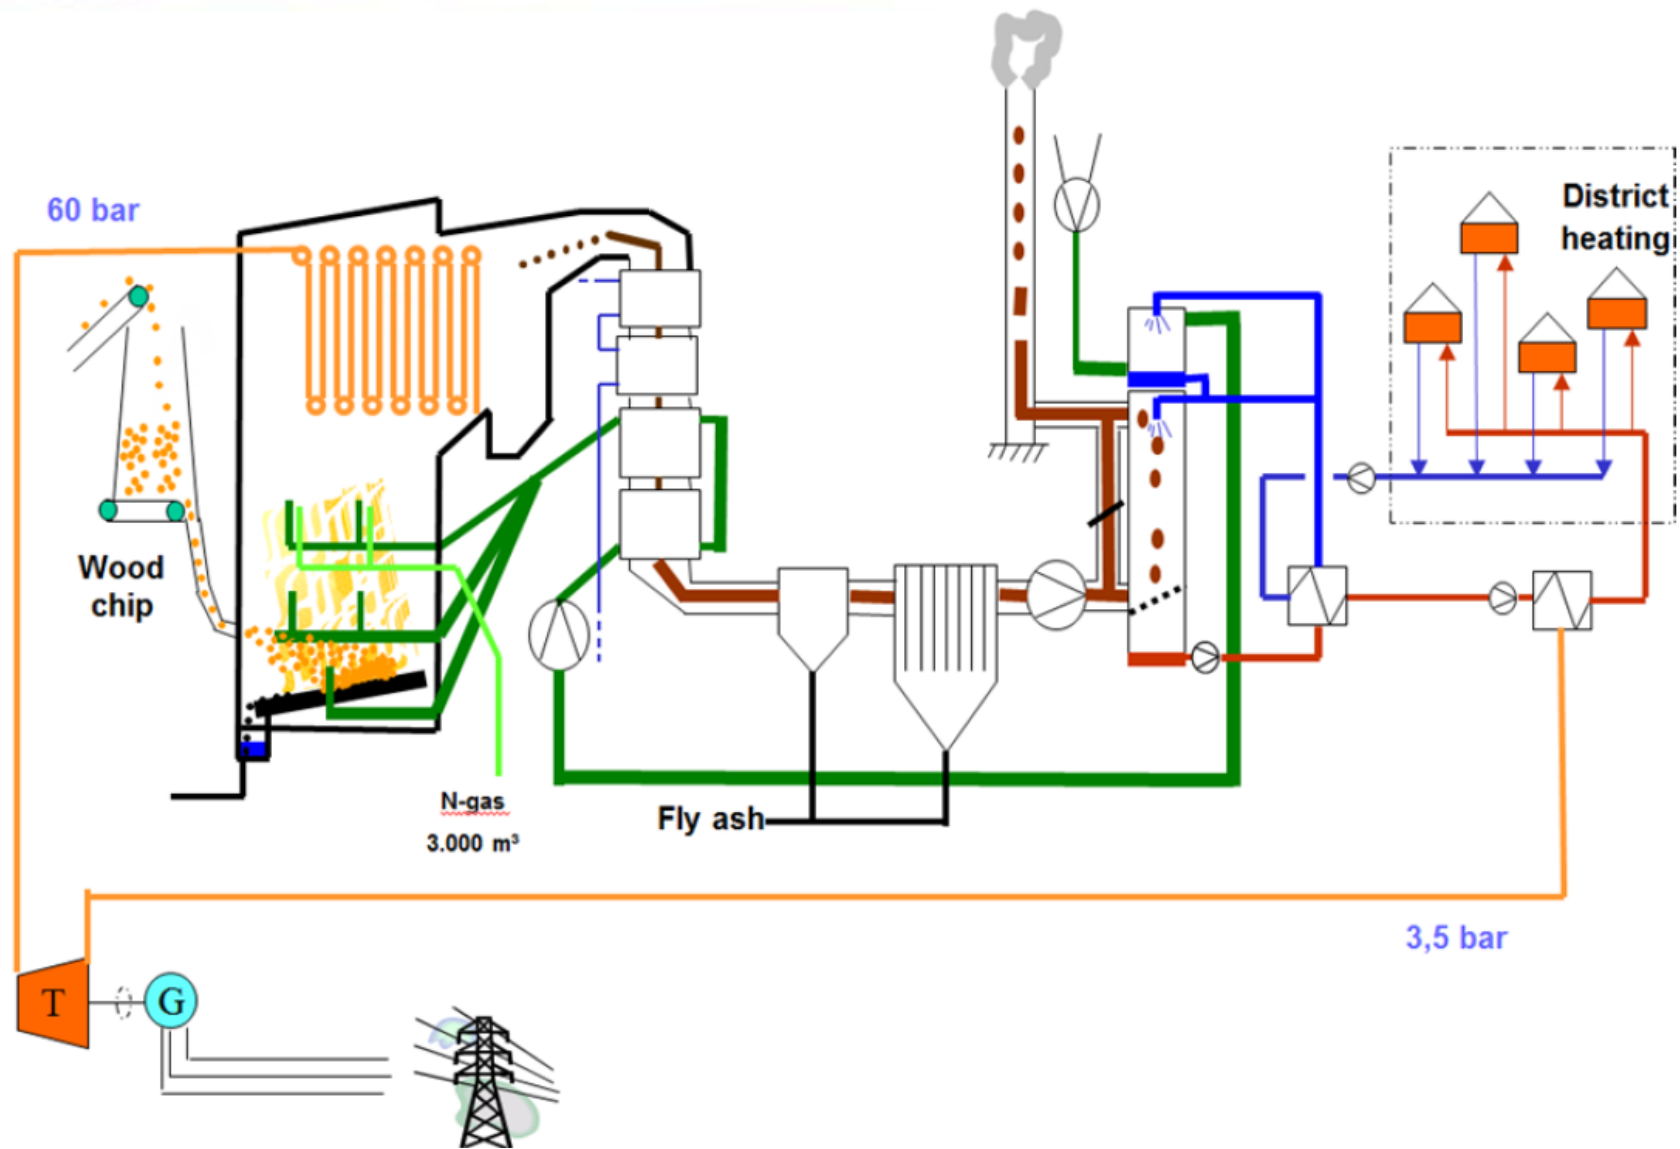 60 bar
District
heating
Wood
chip
N-gas
3.000 m³
Fly ash
3,5 bar
T
G